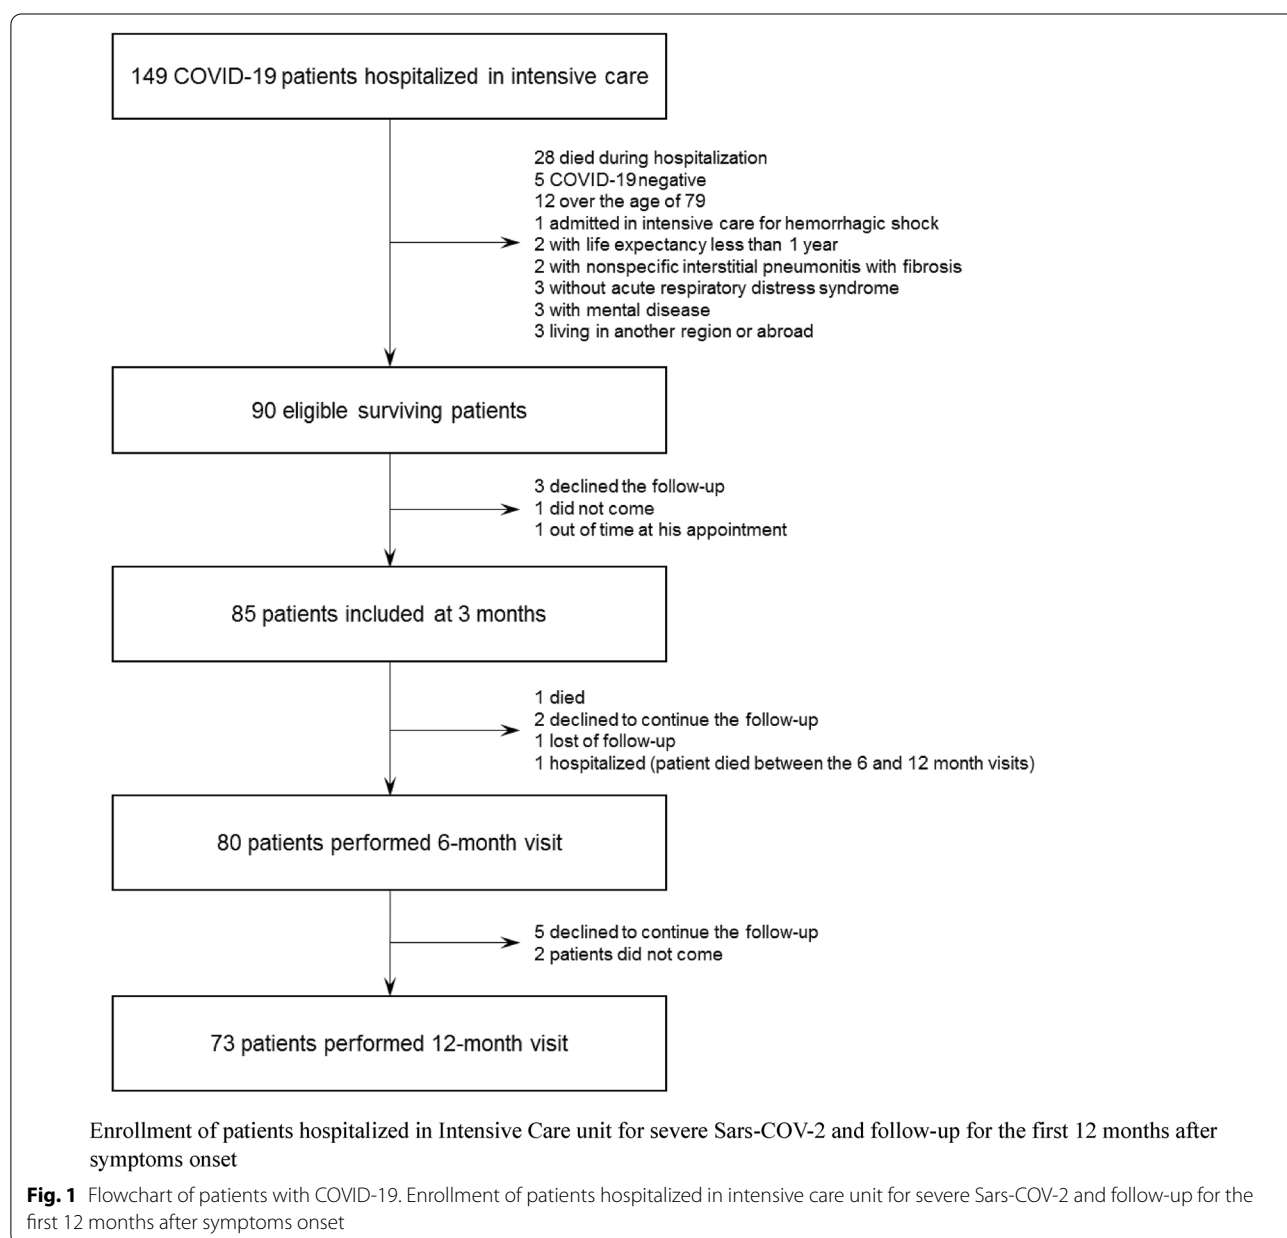 149 COVID-19 patients hospitalized in intensive care
28 died during hospitalization
5 COVID-19 negative
12 over the age of 79
1 admitted in intensive care for hemorrhagic shock
2 with life expectancy less than 1 year
2 with nonspecific interstitial pneumonitis with fibrosis
3 without acute respiratory distress syndrome
3 with mental disease
3 living in another region or abroad
90 eligible surviving patients
3 declined the follow-up
1 did not come
1 out of time at his appointment
85 patients included at 3 months
1 died
2 declined to continue the follow-up
1 lost of follow-up
1 hospitalized (patient died between the 6 and 12 month visits)
80 patients performed 6-month visit
5 declined to continue the follow-up
2 patients did not come
73 patients performed 12-month visit
Enrollment of patients hospitalized in Intensive Care unit for severe Sars-COV-2 and follow-up for the first 12 months after
symptoms onset
Fig. 1 Flowchart of patients with COVID-19. Enrollment of patients hospitalized in intensive care unit for severe Sars-COV-2 and follow-up for the
first 12 months after symptoms onset